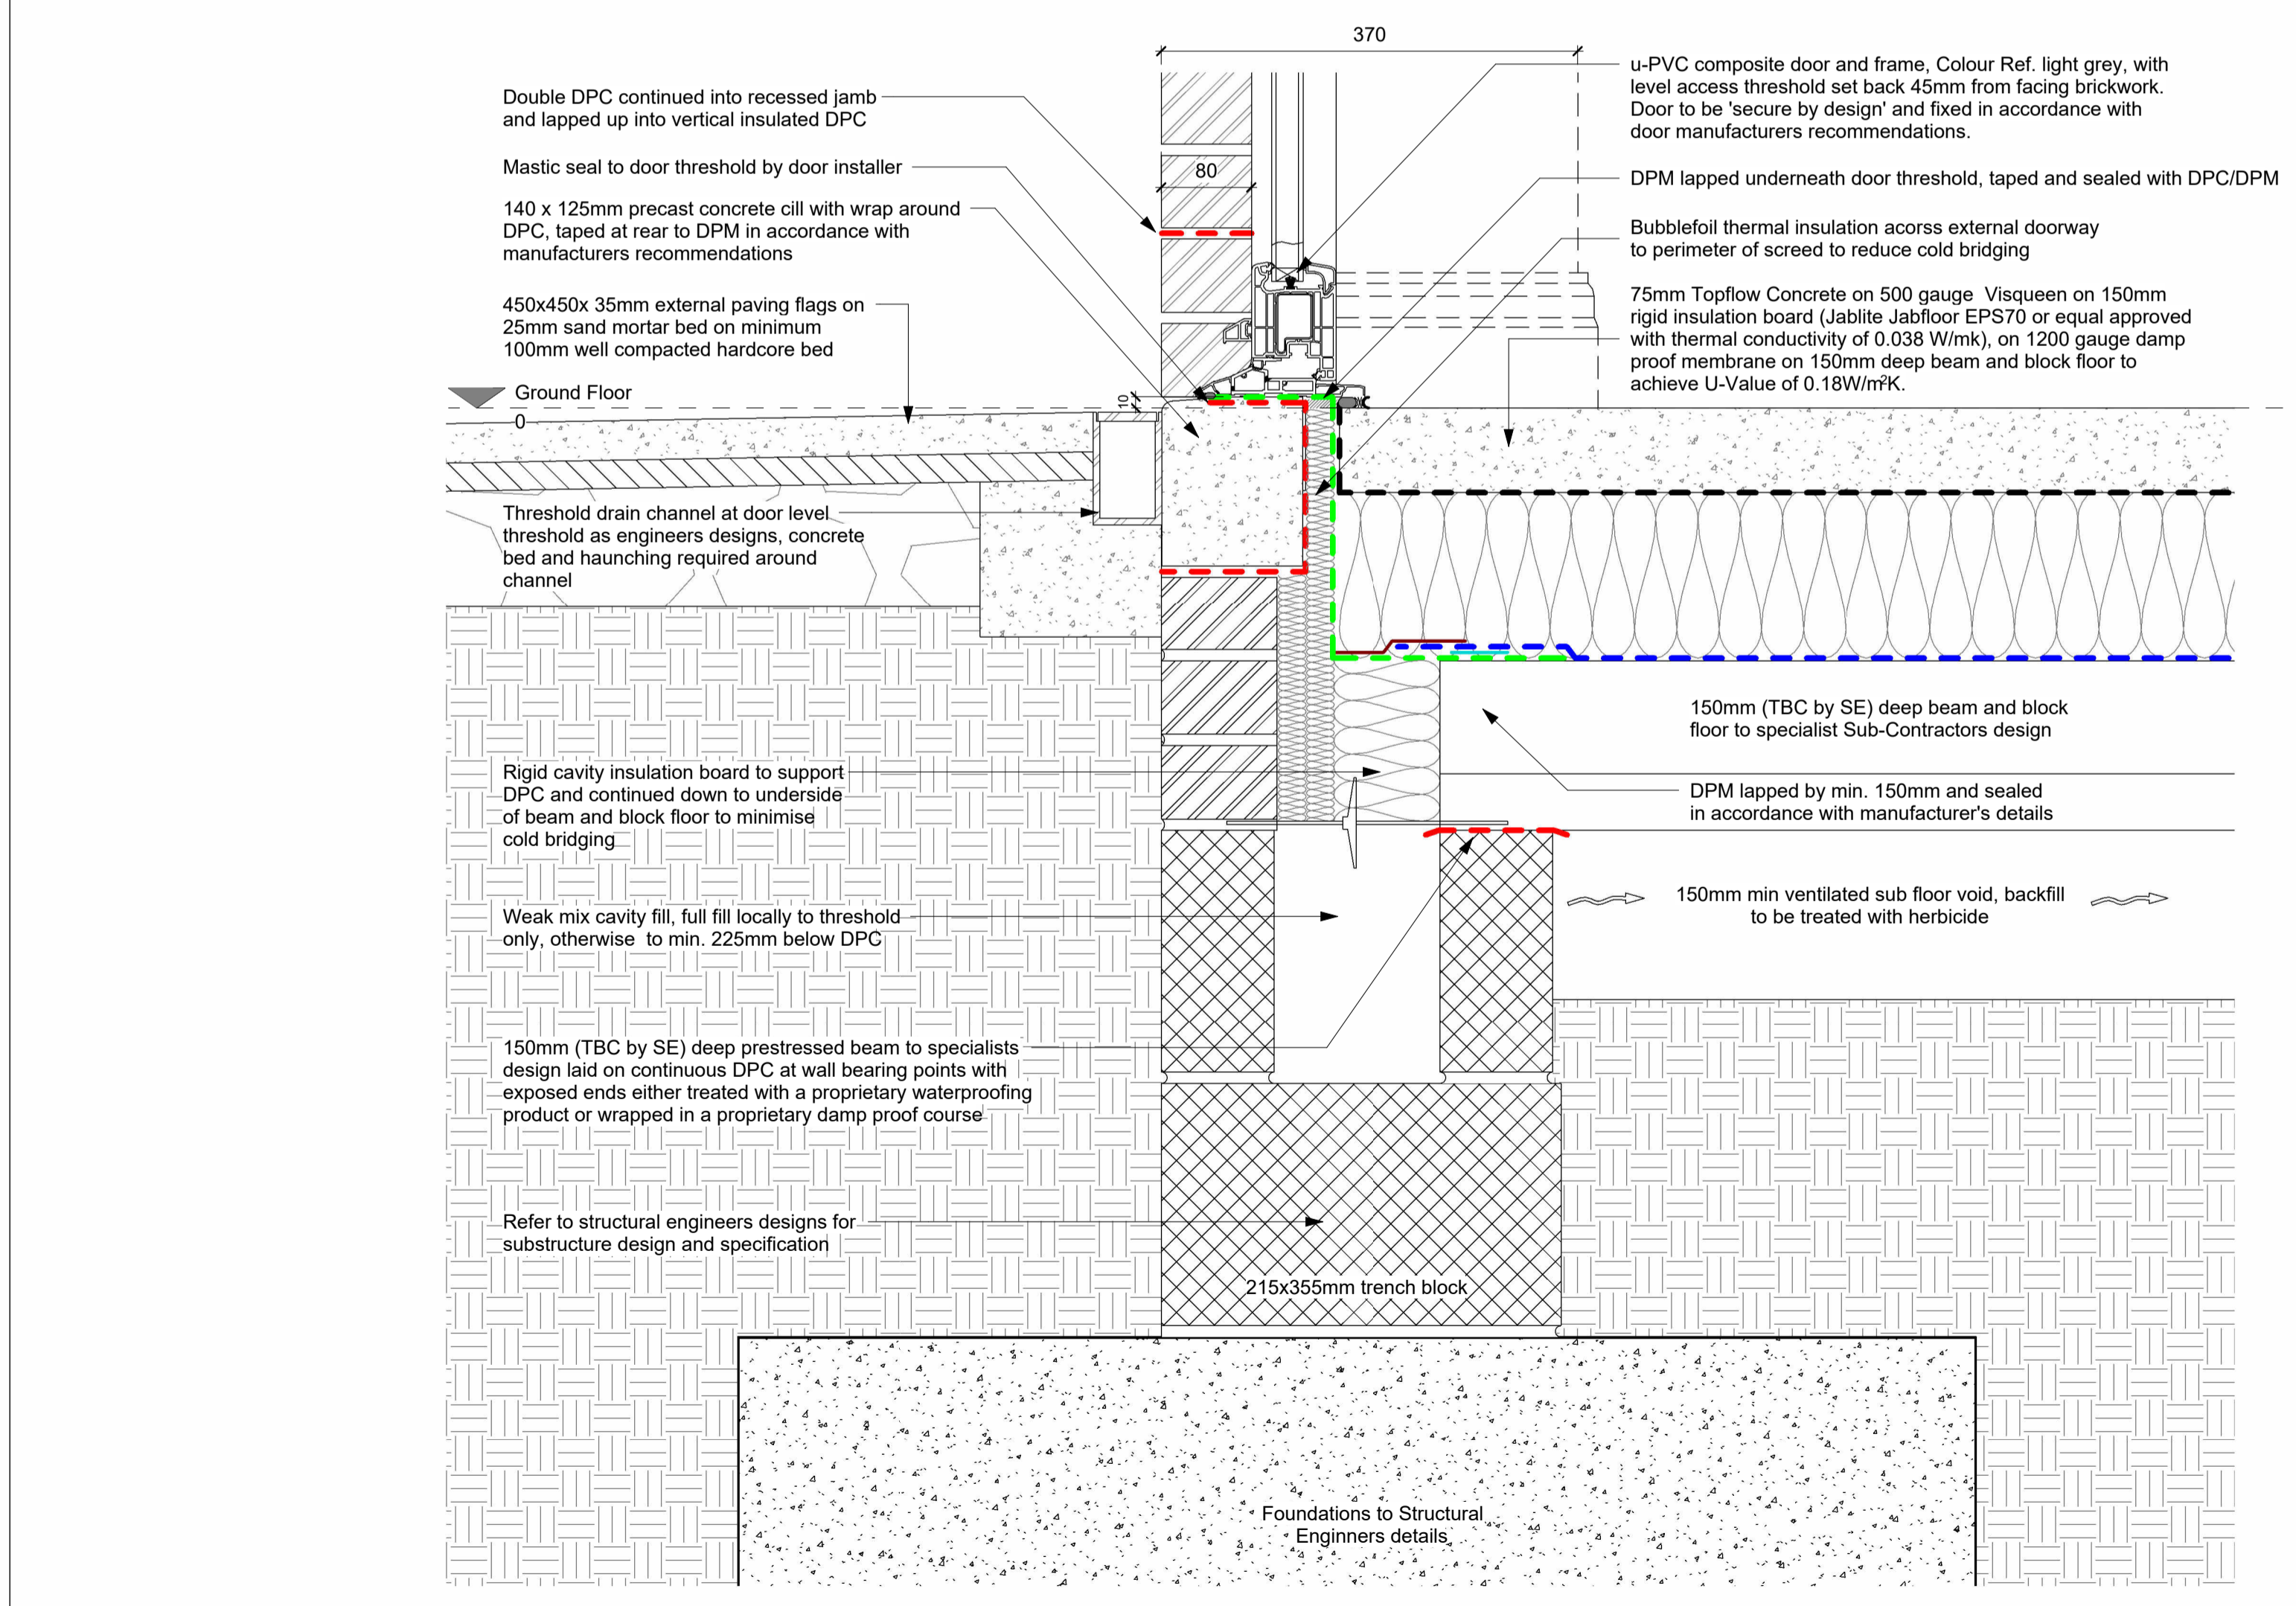 370
Double DPC continued into recessed jamb
and lapped up into vertical insulated DPC
Mastic seal to door threshold by door installer
140 x 125mm precast concrete cill with wrap around
DPC, taped at rear to DPM in accordance with
manufacturers recommendations
450x450x 35mm external paving flags on
25mm sand mortar bed on minimum
100mm well compacted hardcore bed
Ground Floor
0
Threshold drain channel at door level
threshold as engineers designs, concrete
bed and haunching required around
channel
Rigid cavity insulation board to support
DPC and continued down to underside
of beam and block floor to minimise
cold bridging
Weak mix cavity fill, full fill locally to threshold
only, otherwise to min. 225mm below DPC
150mm (TBC by SE) deep prestressed beam to specialists
design laid on continuous DPC at wall bearing points with
exposed ends either treated with a proprietary waterproofing
product or wrapped in a proprietary damp proof course
Refer to structural engineers designs for
substructure design and specification
80
10
u-PVC composite door and frame, Colour Ref. light grey, with
level access threshold set back 45mm from facing brickwork.
Door to be 'secure by design' and fixed in accordance with
door manufacturers recommendations.
DPM lapped underneath door threshold, taped and sealed with DPC/DPM
Bubblefoil thermal insulation acorss external doorway
to perimeter of screed to reduce cold bridging
75mm Topflow Concrete on 500 gauge Visqueen on 150mm
rigid insulation board (Jablite Jabfloor EPS70 or equal approved
with thermal conductivity of 0.038 W/mk), on 1200 gauge damp
proof membrane on 150mm deep beam and block floor to
achieve U-Value of 0.18W/m²K.
150mm (TBC by SE) deep beam and block
floor to specialist Sub-Contractors design
DPM lapped by min. 150mm and sealed
in accordance with manufacturer's details
150mm min ventilated sub floor void, backfill
to be treated with herbicide
215x355mm trench block
Foundations to Structural
Enginners details